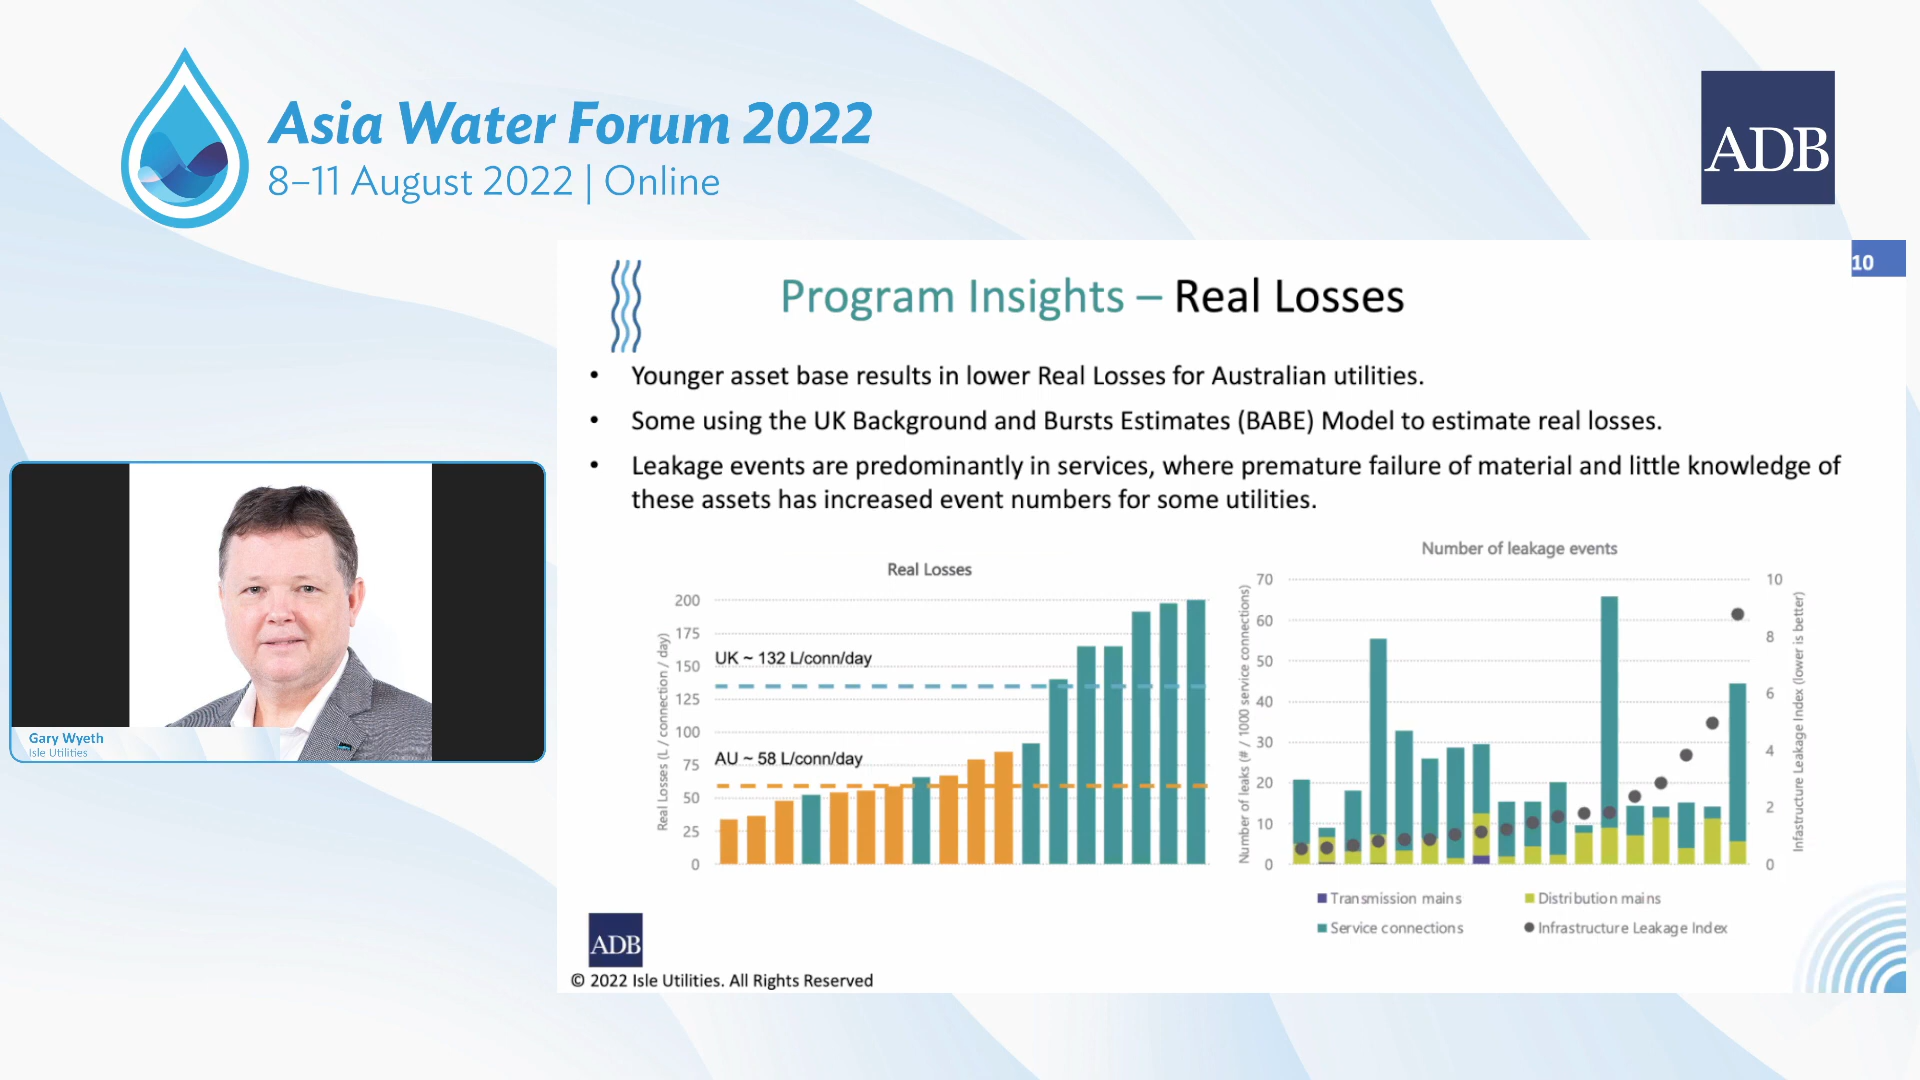 Asia Water Forum 2022
8–11 August 2022 | Online
ADB
10
Program Insights – Real Losses
• Younger asset base results in lower Real Losses for Australian utilities.
• Some using the UK Background and Bursts Estimates (BABE) Model to estimate real losses.
• Leakage events are predominantly in services, where premature failure of material and little knowledge of
these assets has increased event numbers for some utilities.
Gary Wyeth
Isle Utilities
Real Losses
Real Losses (L / connection / day)
200
175
150
125
100
75
50
25
0
UK ~ 132 L/conn/day
AU ~ 58 L/conn/day
Number of leakage events
Number of leaks (# / 1000 service connections)
70
60
50
40
30
20
10
0
10
8
6
4
2
0
Infastructure Leakage Index (lower is better)
Transmission mains
Distribution mains
Service connections
Infrastructure Leakage Index
ADB
© 2022 Isle Utilities. All Rights Reserved